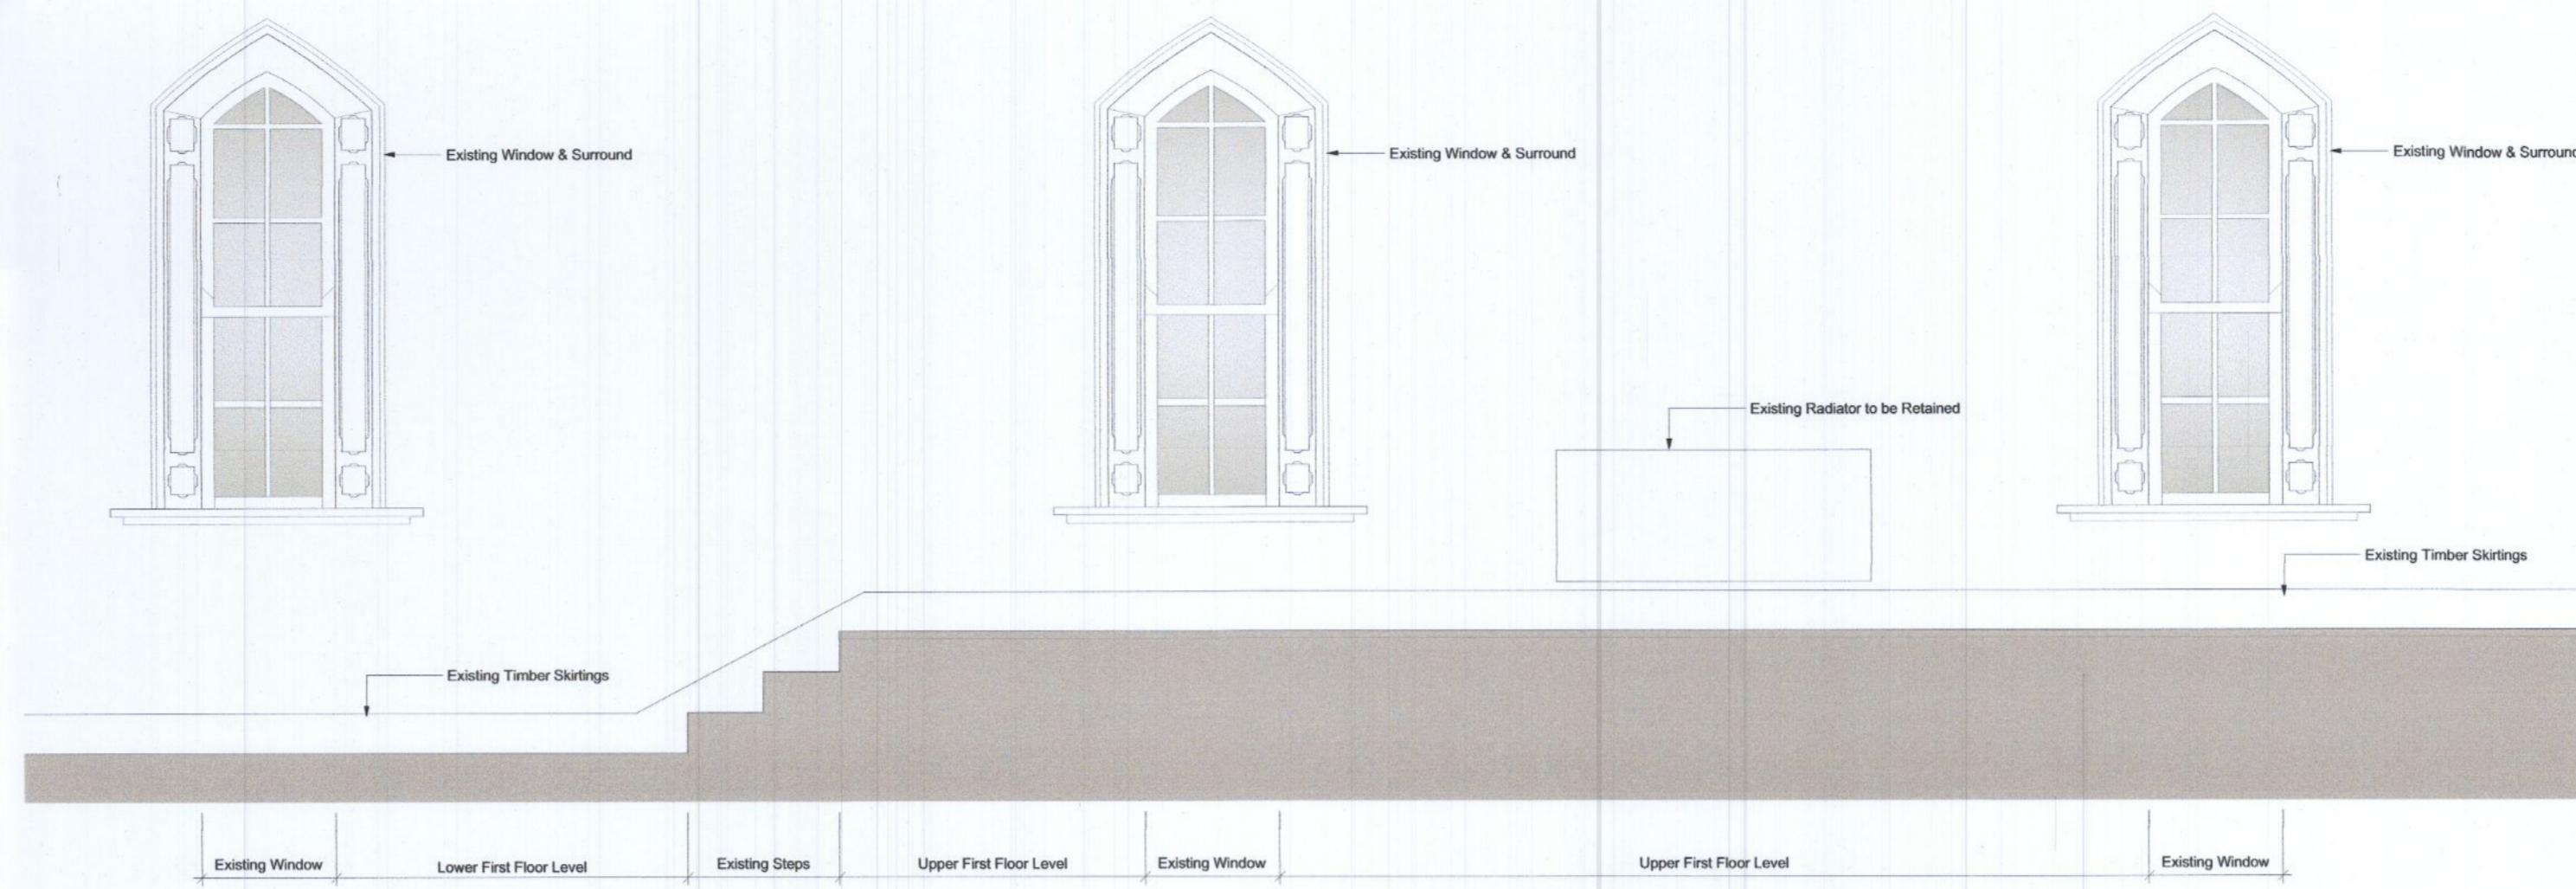 Existing Window & Surround
Existing Window & Surround
Existing Window & Surround
Existing Radiator to be Retained
Existing Timber Skirtings
Existing Timber Skirtings
Existing Window
Lower First Floor Level
Existing Steps
Upper First Floor Level
Existing Window
Upper First Floor Level
Existing Window